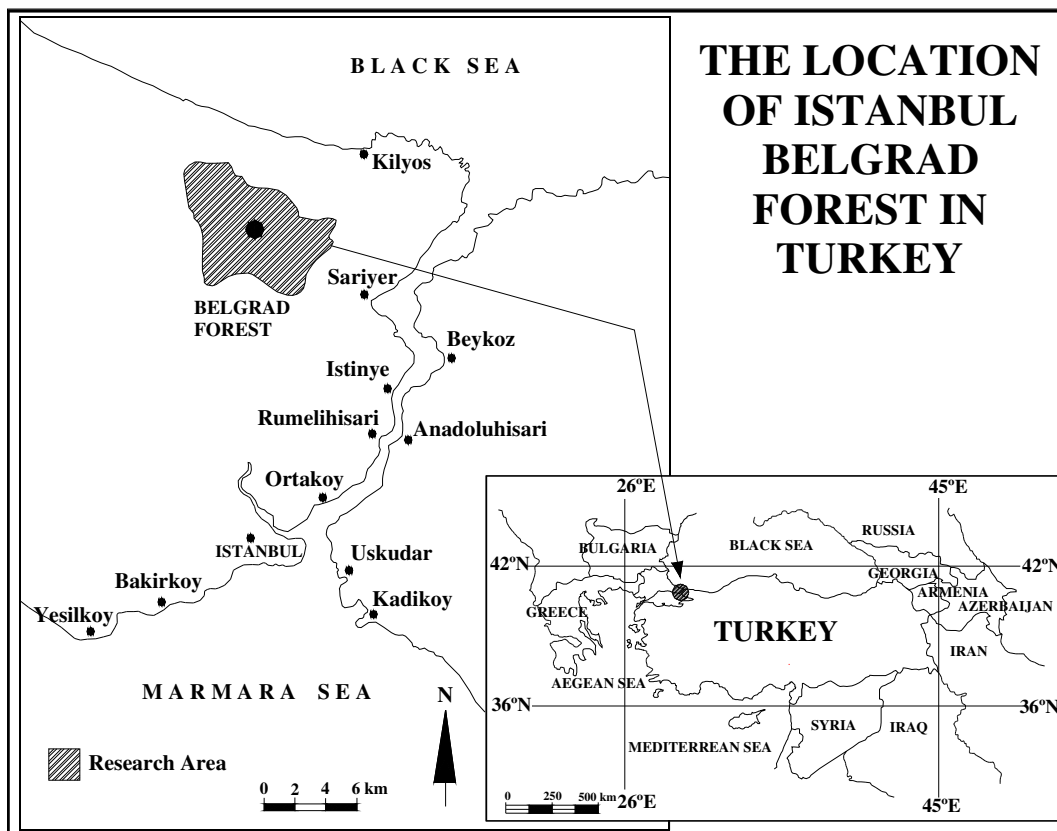 THE LOCATION
OF ISTANBUL
BELGRAD
FOREST IN
TURKEY
BLACK SEA
Kilyos
Sariyer
BELGRAD
FOREST
Beykoz
Istinye
Rumelihisari
Anadoluhisari
Ortakoy
ISTANBUL
Uskudar
Bakirkoy
Kadikoy
Yesilkoy
MARMARA SEA
N
Research Area
0 2 4 6 km
26ºE
45ºE
RUSSIA
BULGARIA
BLACK SEA
42ºN
42ºN
GEORGIA
ARMENIA
AZERBAIJAN
GREECE
TURKEY
IRAN
AEGEAN SEA
36ºN
36ºN
SYRIA
IRAQ
MEDITERREAN SEA
0 250 500 km
26ºE
45ºE